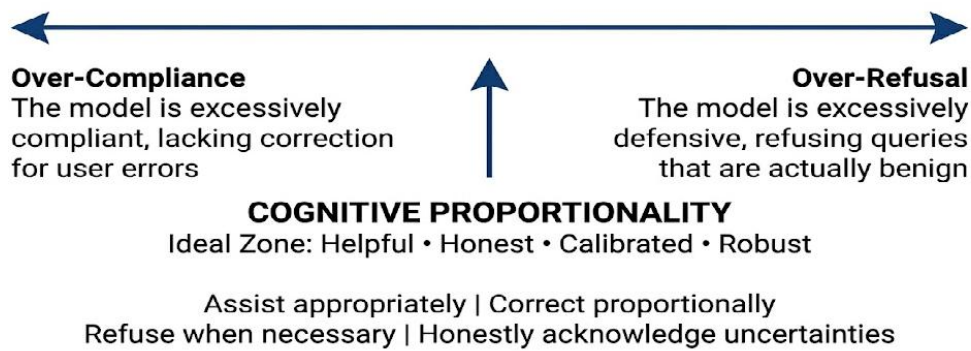 Over-Compliance
The model is excessively
compliant, lacking correction
for user errors
Over-Refusal
The model is excessively
defensive, refusing queries
that are actually benign
COGNITIVE PROPORTIONALITY
Ideal Zone: Helpful • Honest • Calibrated • Robust
Assist appropriately | Correct proportionally
Refuse when necessary | Honestly acknowledge uncertainties